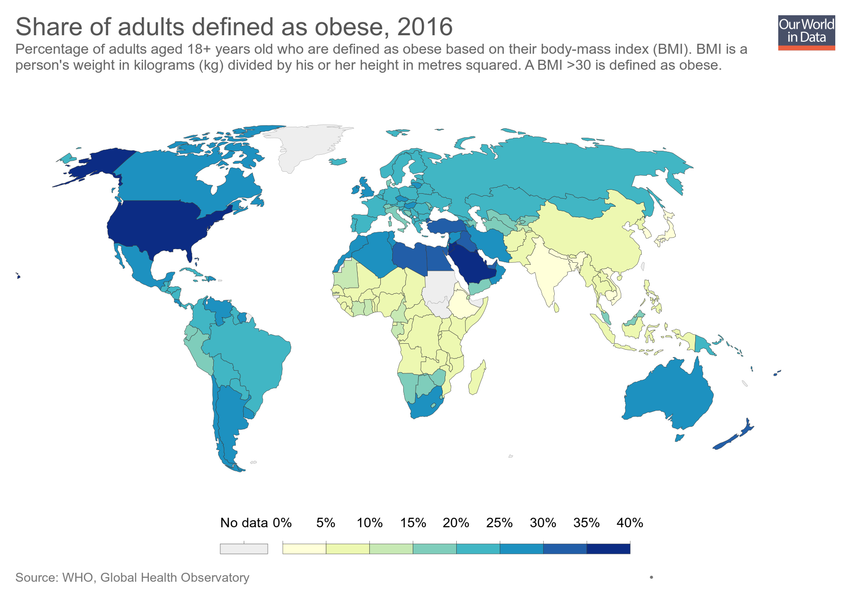 Share of adults defined as obese, 2016
Our World
in Data
Percentage of adults aged 18+ years old who are defined as obese based on their body-mass index (BMI). BMI is a
person's weight in kilograms (kg) divided by his or her height in metres squared. A BMI >30 is defined as obese.
No data 0% 5% 10% 15% 20% 25% 30% 35% 40%
Source: WHO, Global Health Observatory